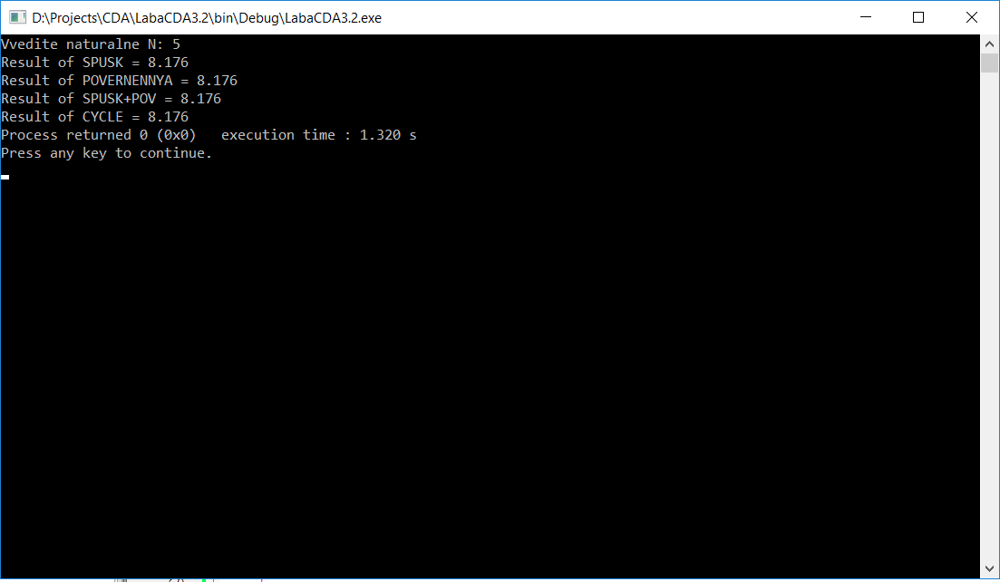 D:\Projects\CDA\LabaCDA3.2\bin\Debug\LabaCDA3.2.exe
Vvedite naturalne N: 5
Result of SPUSK = 8.176
Result of POVERNENNYA = 8.176
Result of SPUSK+POV = 8.176
Result of CYCLE = 8.176
Process returned 0 (0x0)   execution time : 1.320 s
Press any key to continue.